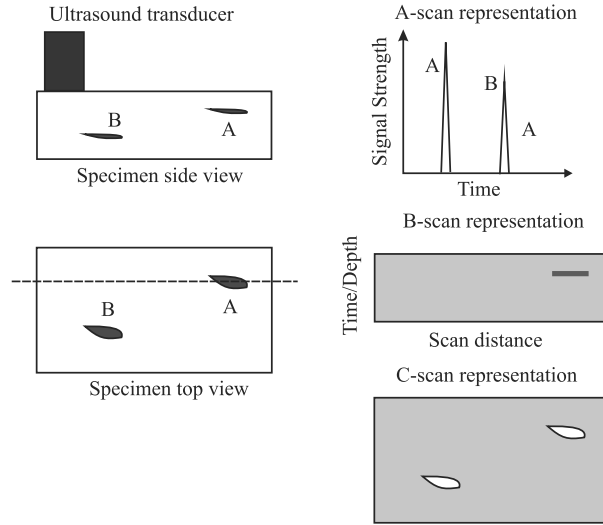 Ultrasound transducer
B
A
Specimen side view
B
A
Specimen top view
A-scan representation
Signal Strength
A
B
A
Time
B-scan representation
Time/Depth
Scan distance
C-scan representation